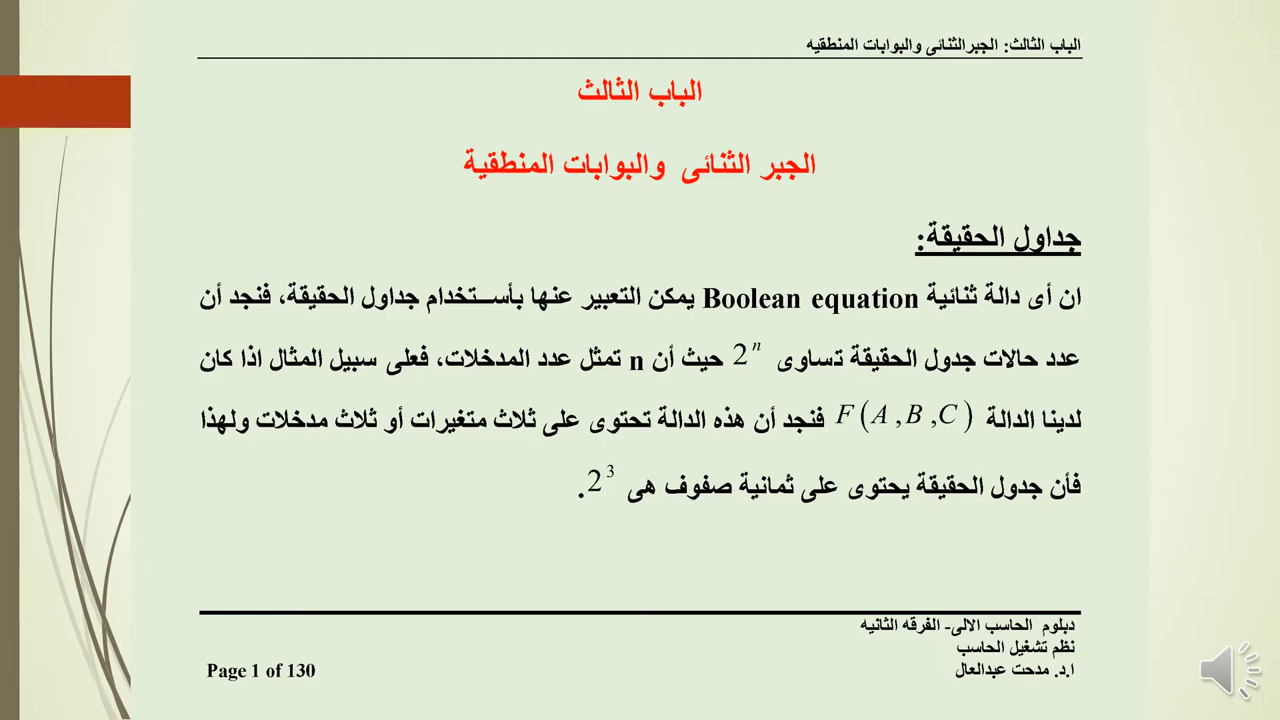 الباب الثالث: الجبرالثنائى والبوابات المنطقيه
الباب الثالث
الجبر الثنائى والبوابات المنطقية
جداول الحقيقة:
ان أى دالة ثنائية Boolean equation يمكن التعبير عنها بأستخدام جداول الحقيقة، فنجد أن
عدد حالات جدول الحقيقة تساوى 2^n حيث أن n تمثل عدد المدخلات، فعلى سبيل المثال اذا كان
لدينا الدالة F(A,B,C) فنجد أن هذه الدالة تحتوى على ثلاث متغيرات أو ثلاث مدخلات ولهذا
فأن جدول الحقيقة يحتوى على ثمانية صفوف هى 2^3.
دبلوم الحاسب الالى- الفرقه الثانيه
نظم تشغيل الحاسب
ا.د. مدحت عبدالعال
Page 1 of 130